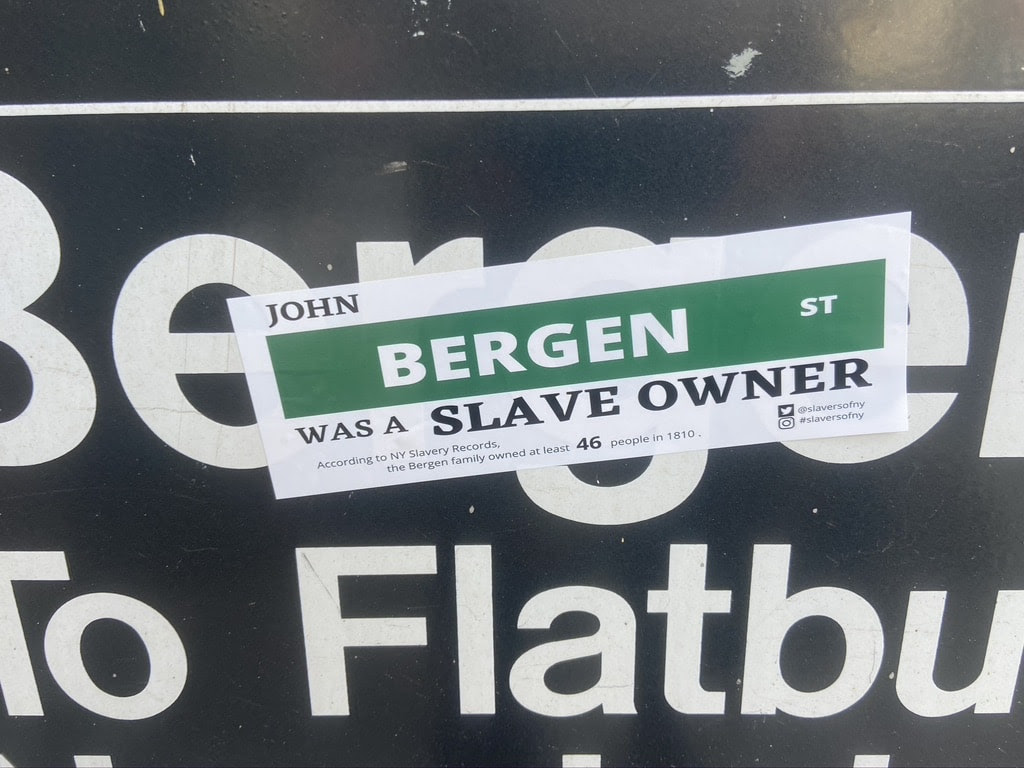 Bergen
JOHN
BERGEN ST
WAS A SLAVE OWNER
According to NY Slavery Records,
the Bergen family owned at least 46 people in 1810 .
@slaversofny
#slaversofny
To Flatbu